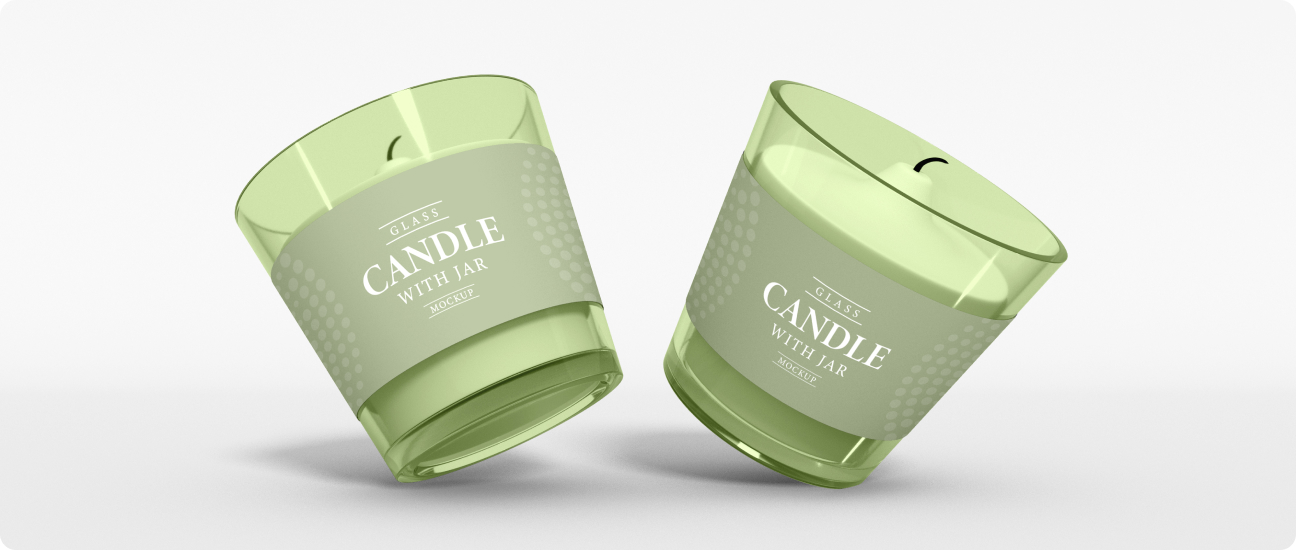 GLASS
CANDLE
WITH JAR
MOCKUP
GLASS
CANDLE
WITH JAR
MOCKUP